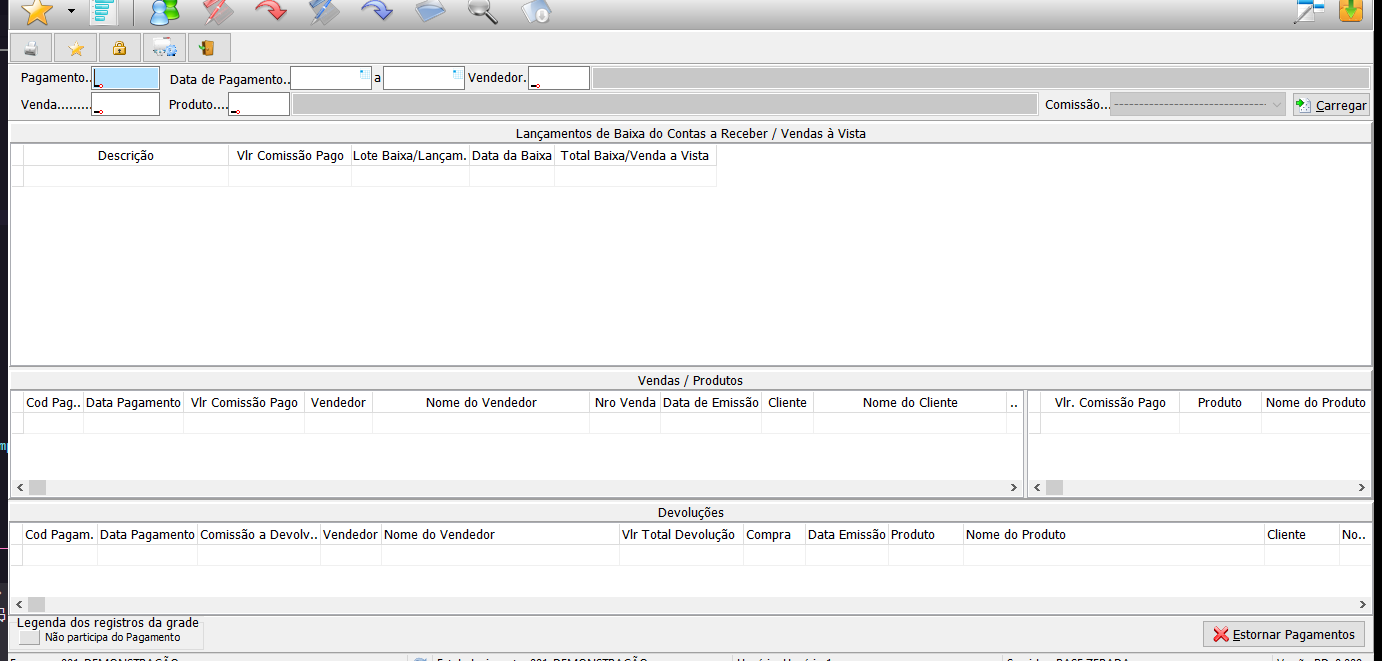 Pagamento.. Data de Pagamento.. a Vendedor.
Venda......... Produto.... Comissão... Carregar
Lançamentos de Baixa do Contas a Receber / Vendas à Vista
Descrição Vlr Comissão Pago Lote Baixa/Lançam. Data da Baixa Total Baixa/Venda a Vista
Vendas / Produtos
Cod Pag.. Data Pagamento Vlr Comissão Pago Vendedor Nome do Vendedor Nro Venda Data de Emissão Cliente Nome do Cliente .. Vlr. Comissão Pago Produto Nome do Produto
Devoluções
Cod Pagam. Data Pagamento Comissão a Devolv.. Vendedor Nome do Vendedor Vlr Total Devolução Compra Data Emissão Produto Nome do Produto Cliente No..
Legenda dos registros da grade
Não participa do Pagamento
Estornar Pagamentos